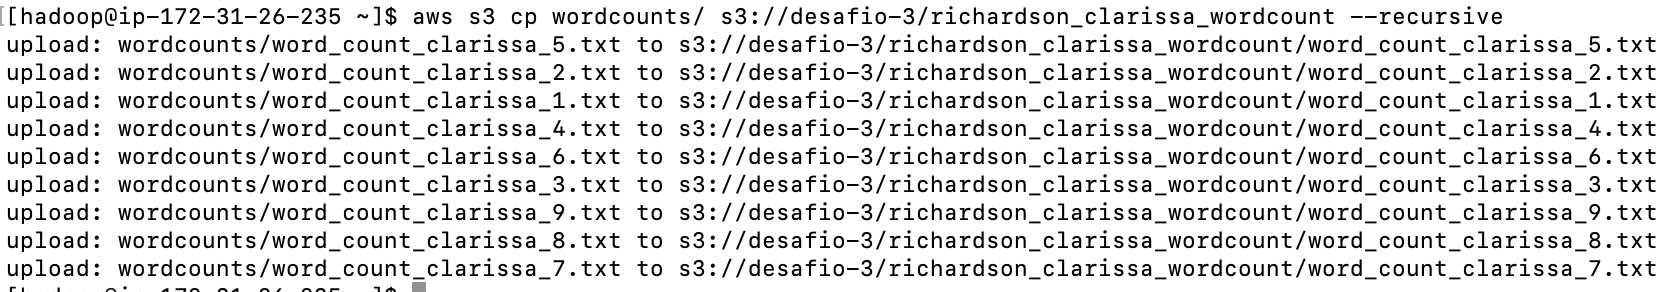 [[hadoop@ip-172-31-26-235 ~]$ aws s3 cp wordcounts/ s3://desafio-3/richardson_clarissa_wordcount --recursive
upload: wordcounts/word_count_clarissa_5.txt to s3://desafio-3/richardson_clarissa_wordcount/word_count_clarissa_5.txt
upload: wordcounts/word_count_clarissa_2.txt to s3://desafio-3/richardson_clarissa_wordcount/word_count_clarissa_2.txt
upload: wordcounts/word_count_clarissa_1.txt to s3://desafio-3/richardson_clarissa_wordcount/word_count_clarissa_1.txt
upload: wordcounts/word_count_clarissa_4.txt to s3://desafio-3/richardson_clarissa_wordcount/word_count_clarissa_4.txt
upload: wordcounts/word_count_clarissa_6.txt to s3://desafio-3/richardson_clarissa_wordcount/word_count_clarissa_6.txt
upload: wordcounts/word_count_clarissa_3.txt to s3://desafio-3/richardson_clarissa_wordcount/word_count_clarissa_3.txt
upload: wordcounts/word_count_clarissa_9.txt to s3://desafio-3/richardson_clarissa_wordcount/word_count_clarissa_9.txt
upload: wordcounts/word_count_clarissa_8.txt to s3://desafio-3/richardson_clarissa_wordcount/word_count_clarissa_8.txt
upload: wordcounts/word_count_clarissa_7.txt to s3://desafio-3/richardson_clarissa_wordcount/word_count_clarissa_7.txt
[hadoop@ip-172-31-26-235 ~]$